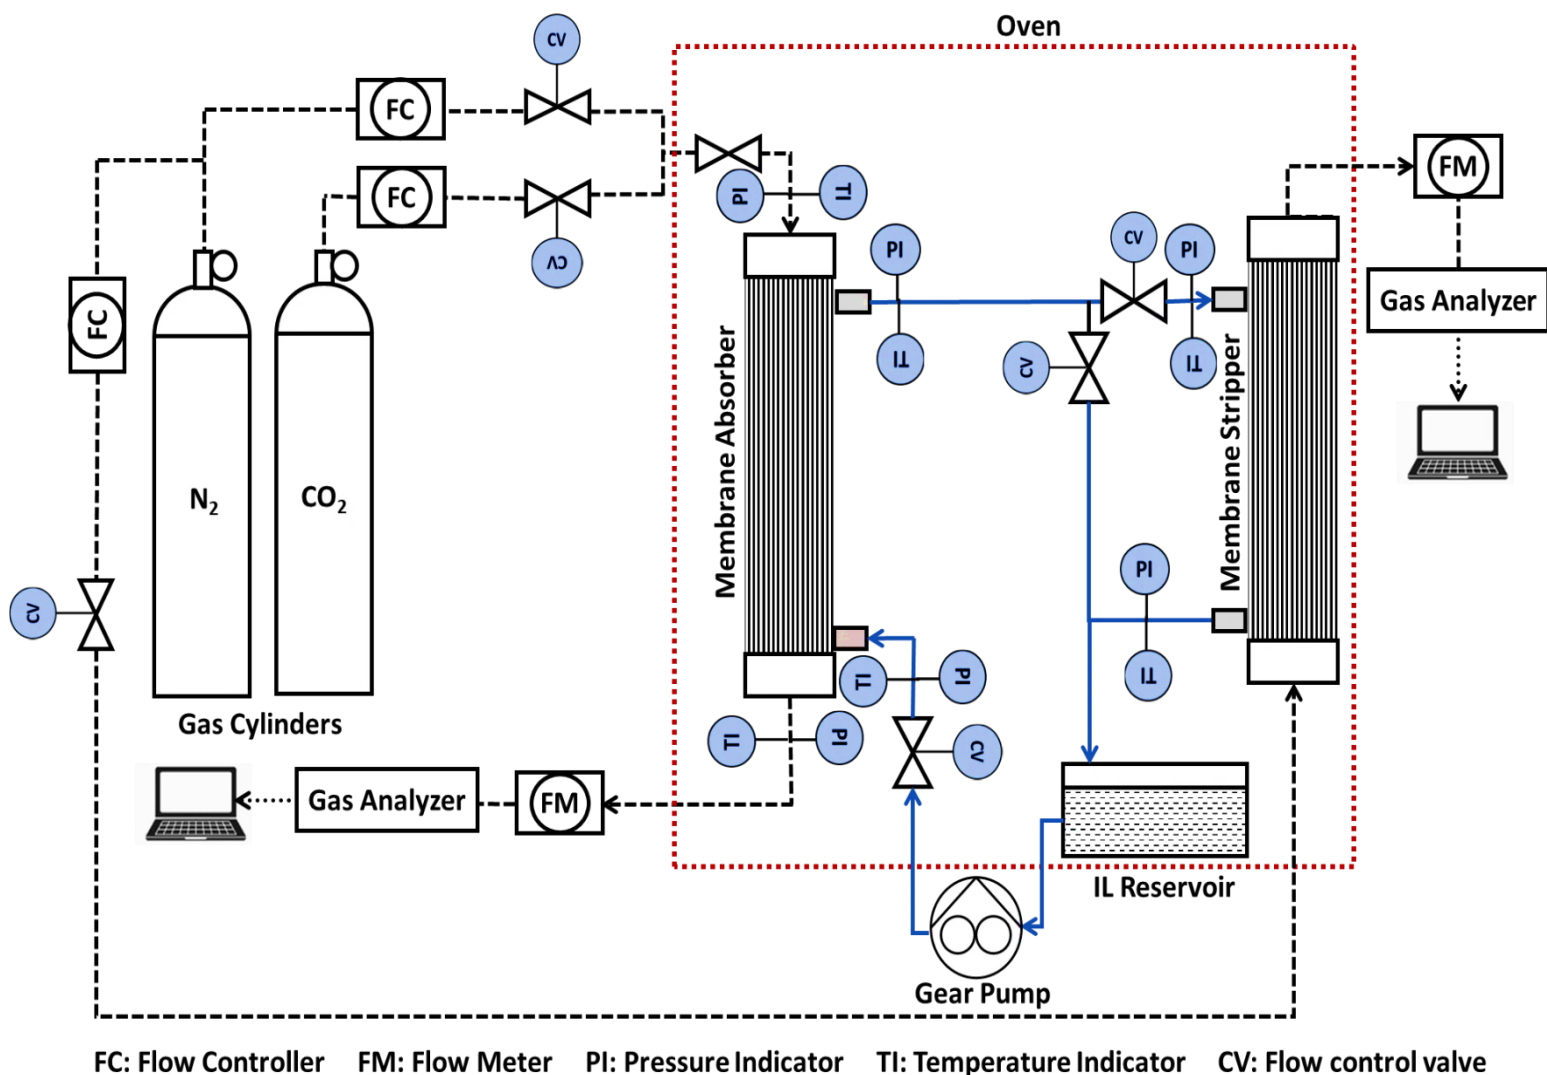 Oven
CV
FC
FM
FC
PI
TI
CV
PI
CV
PI
FC
Gas Analyzer
TI
TI
CV
Membrane Absorber
Membrane Stripper
N2
CO2
PI
CV
TI
TI
PI
Gas Cylinders
TI
PI
CV
Gas Analyzer
FM
IL Reservoir
Gear Pump
FC: Flow Controller PI: Pressure Indicator TI: Temperature Indicator CV: Flow control valve FM: Flow Meter